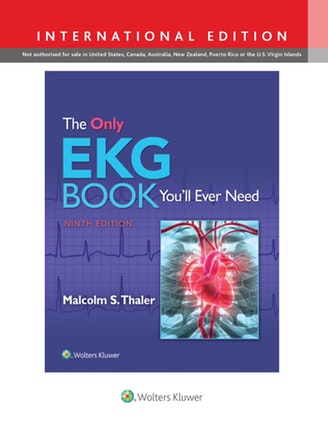 INTERNATIONAL EDITION
Not authorised for sale in United States, Canada, Australia, New Zealand, Puerto Rico or the U.S. Virgin Islands
The Only
EKG
BOOK You'll Ever Need
NINTH EDITION
Malcolm S. Thaler
Wolters Kluwer
Wolters Kluwer